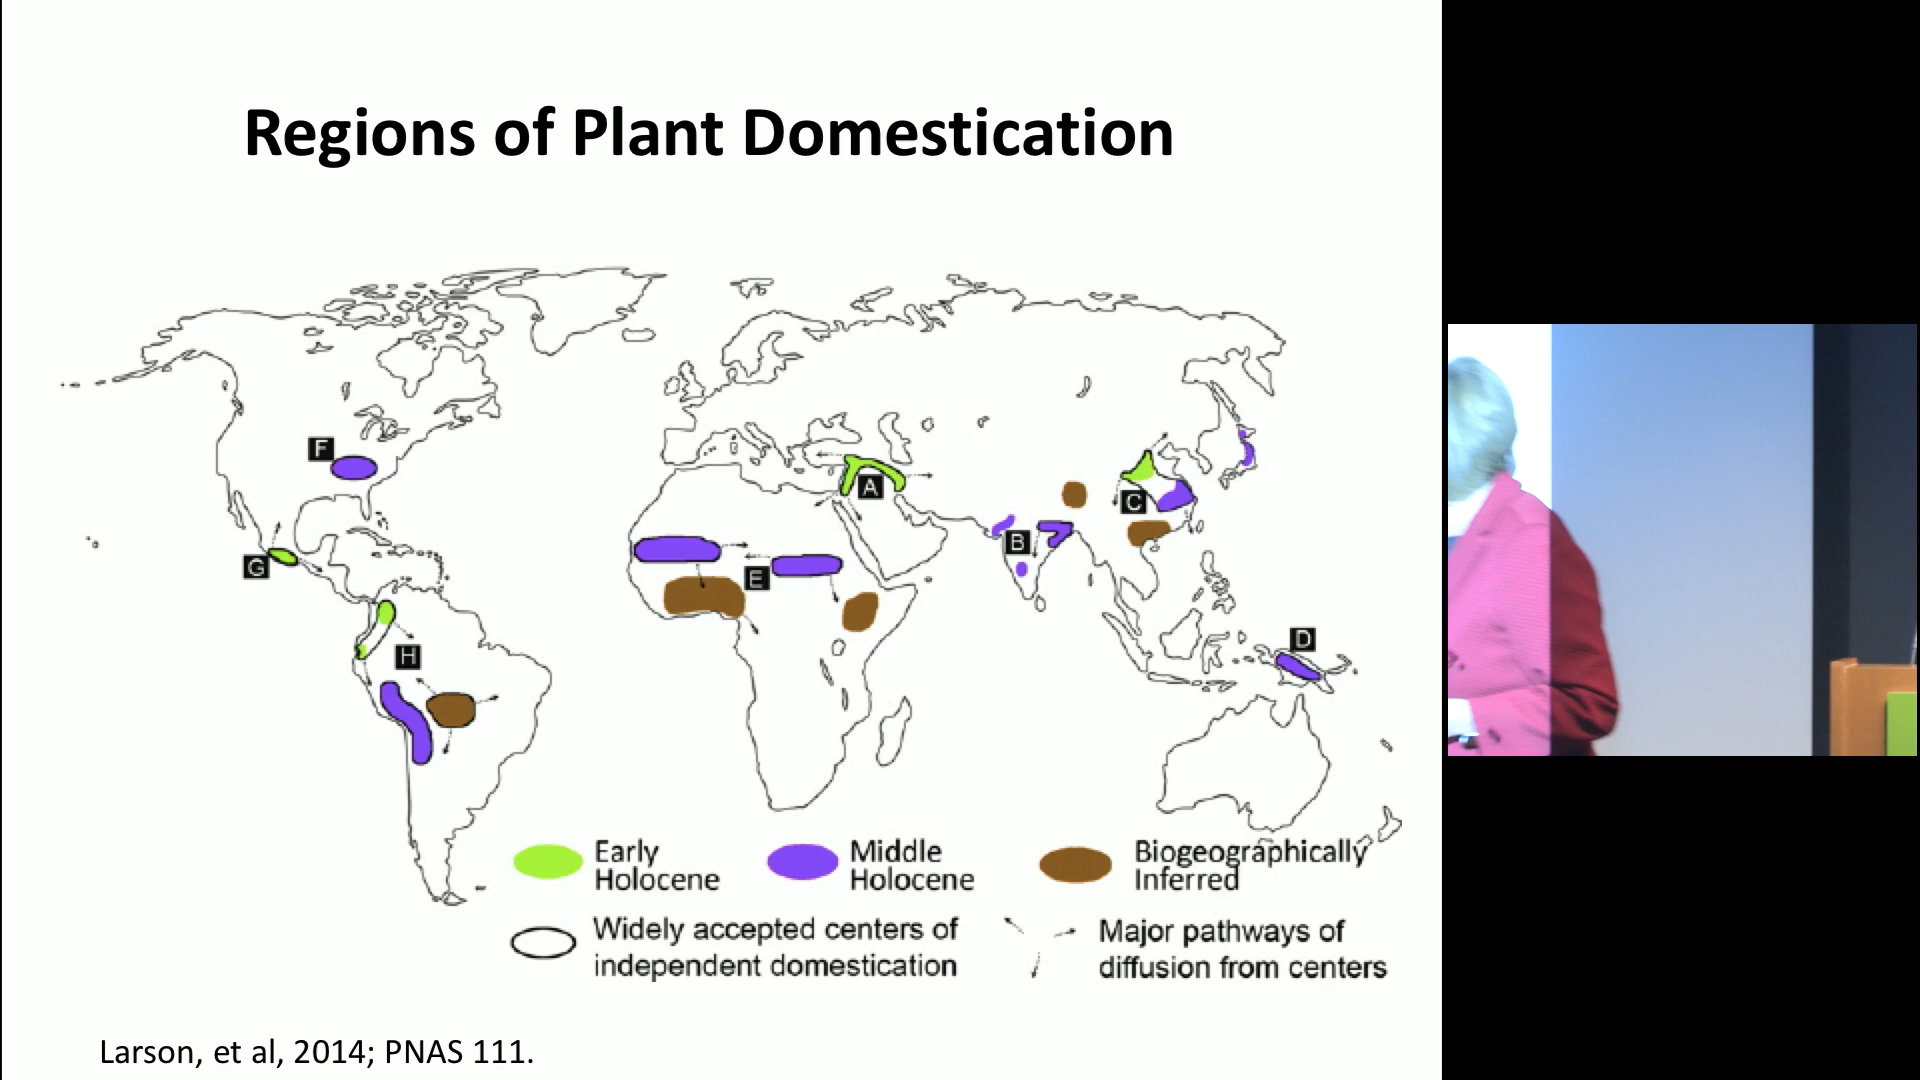 Regions of Plant Domestication
F
A
C
B
G
E
D
H
Early
Holocene
Middle
Holocene
Biogeographically
Inferred
Widely accepted centers of
independent domestication
Major pathways of
diffusion from centers
Larson, et al, 2014; PNAS 111.